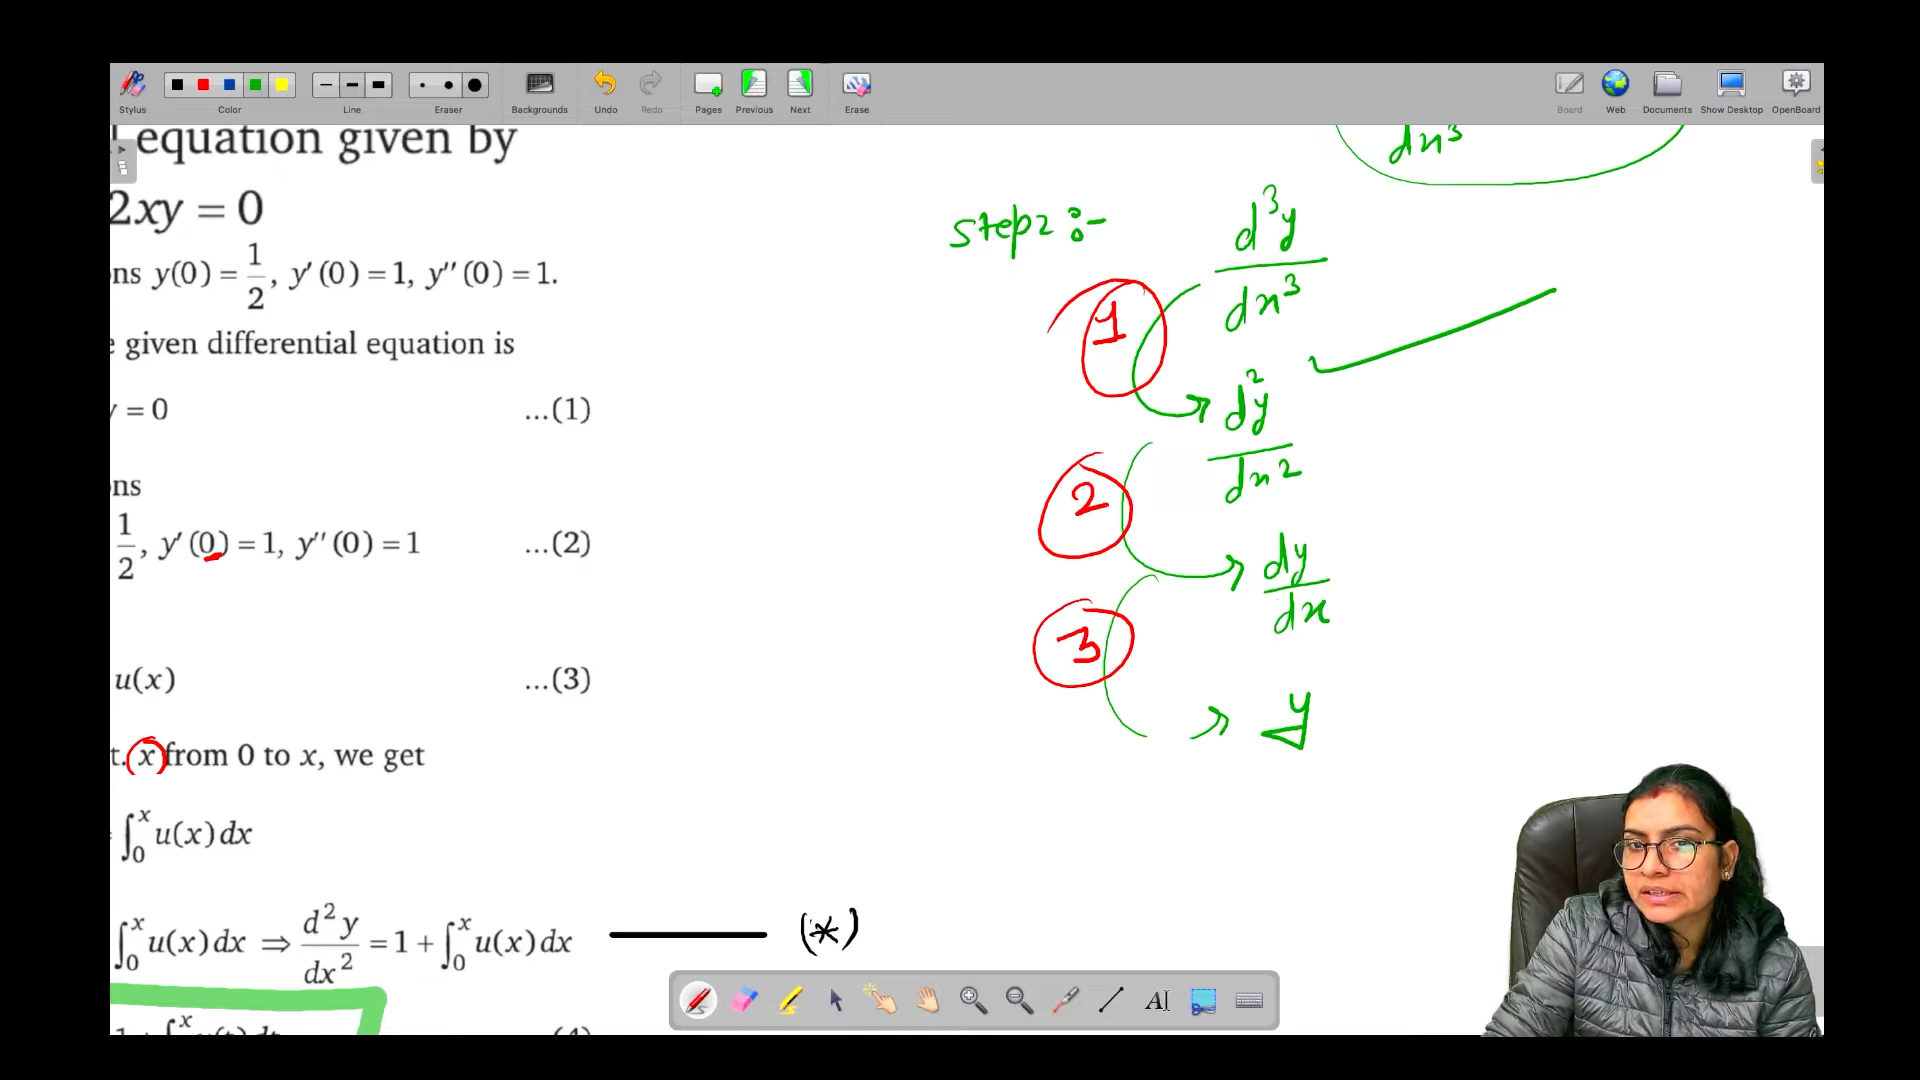 Stylus Color Line Eraser Backgrounds Undo Redo Pages Previous Next Erase Board Web Documents Show Desktop OpenBoard
equation given by
2xy = 0
ns y(0) = 1/2, y′(0) = 1, y″(0) = 1.
e given differential equation is
y = 0 ...(1)
ns
1/2, y′(0) = 1, y″(0) = 1 ...(2)
u(x) ...(3)
t. x from 0 to x, we get
∫₀ˣ u(x) dx
∫₀ˣ u(x) dx ⇒ d²y/dx² = 1 + ∫₀ˣ u(x) dx (*)
dx³
Step2 :-
d³y/dx³
1
d²y/dx²
2
dy/dx
3
y